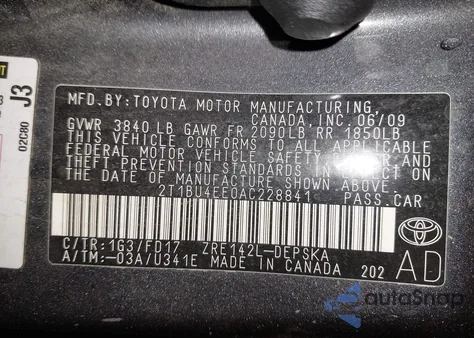 MFD. BY: TOYOTA MOTOR MANUFACTURING,
CANADA, INC. 06/09
GVWR 3840 LB GAWR FR 2090LB RR 1850LB
THIS VEHICLE CONFORMS TO ALL APPLICABLE
FEDERAL MOTOR VEHICLE SAFETY, BUMPER, AND
THEFT PREVENTION STANDARDS IN EFFECT ON
THE DATE OF MANUFACTURE SHOWN ABOVE.
2T1BU4EE0AC228841 PASS.CAR
C/TR:1G3/FD17 ZRE142L-DEPSKA
A/TM:-03A/U341E MADE IN CANADA 202
TOYOTA
AD
J3
02C80
autoSnap